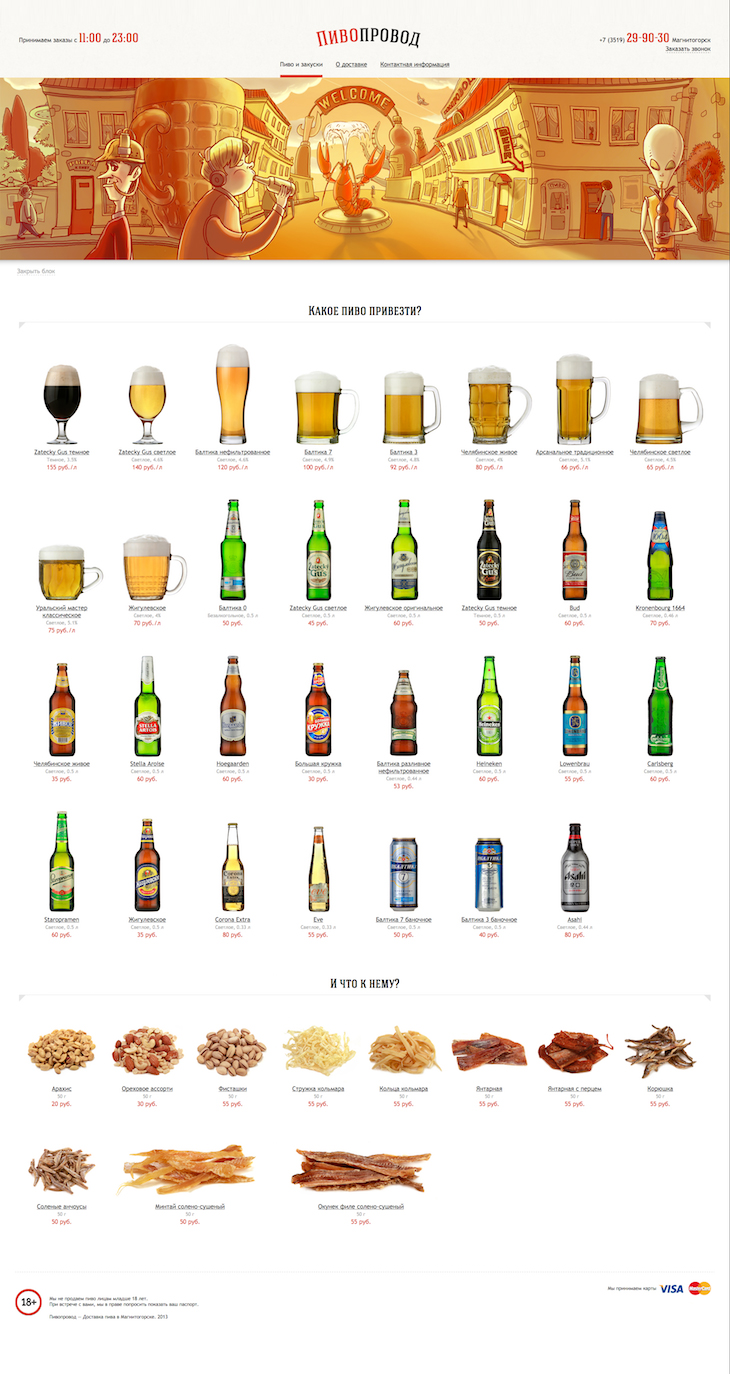 Принимаем заказы с 11:00 до 23:00
ПИВОПРОВОД
+7 (3519) 29-90-30 Магнитогорск
Заказать звонок
Пиво и закуски О доставке Контактная информация
WELCOME
Закрыть блок
Какое пиво привезти?
Zatecky Gus темное
Темное, 3.5%
155 руб./л
Zatecky Gus светлое
Светлое, 4.6%
140 руб./л
Балтика нефильтрованное
Светлое, 4.6%
120 руб./л
Балтика 7
Светлое, 4.9%
100 руб./л
Балтика 3
Светлое, 4.8%
92 руб./л
Челябинское живое
Светлое, 4%
80 руб./л
Арсанальное традиционное
Светлое, 5.1%
66 руб./л
Челябинское светлое
Светлое, 4.5%
65 руб./л
Уральский мастер
классическое
Светлое, 5.1%
75 руб./л
Жигулевское
Светлое, 4%
70 руб./л
Балтика 0
Безалкогольное, 0.5 л
50 руб.
Zatecky Gus светлое
Светлое, 0.5 л
45 руб.
Жигулевское оригинальное
Светлое, 0.5 л
60 руб.
Zatecky Gus темное
Темное, 0.5 л
50 руб.
Bud
Светлое, 0.5 л
60 руб.
Kronenbourg 1664
Светлое, 0.46 л
70 руб.
Челябинское живое
Светлое, 0.5 л
35 руб.
Stella Aroise
Светлое, 0.5 л
60 руб.
Hoegaarden
Светлое, 0.5 л
60 руб.
Большая кружка
Светлое, 0.5 л
30 руб.
Балтика разливное
нефильтрованное
Светлое, 0.44 л
53 руб.
Heineken
Светлое, 0.5 л
60 руб.
Lowenbrau
Светлое, 0.5 л
55 руб.
Carlsberg
Светлое, 0.5 л
60 руб.
Staropramen
Светлое, 0.5 л
60 руб.
Жигулевское
Светлое, 0.5 л
35 руб.
Corona Extra
Светлое, 0.33 л
80 руб.
Eve
Светлое, 0.33 л
55 руб.
Балтика 7 баночное
Светлое, 0.5 л
50 руб.
Балтика 3 баночное
Светлое, 0.5 л
40 руб.
Asahi
Светлое, 0.44 л
80 руб.
И что к нему?
Арахис
50 г
20 руб.
Ореховое ассорти
50 г
30 руб.
Фисташки
50 г
55 руб.
Стружка кольмара
50 г
55 руб.
Кольца кольмара
50 г
55 руб.
Янтарная
50 г
55 руб.
Янтарная с перцем
50 г
55 руб.
Корюшка
50 г
55 руб.
Соленые анчоусы
50 г
50 руб.
Минтай солено-сушеный
50 г
50 руб.
Окунек филе солено-сушеный
50 г
55 руб.
18+
Мы не продаем пиво лицам младше 18 лет.
При встрече с вами, мы в праве попросить показать ваш паспорт.
Пивопровод – Доставка пива в Магнитогорске. 2013
Мы принимаем карты VISA MasterCard